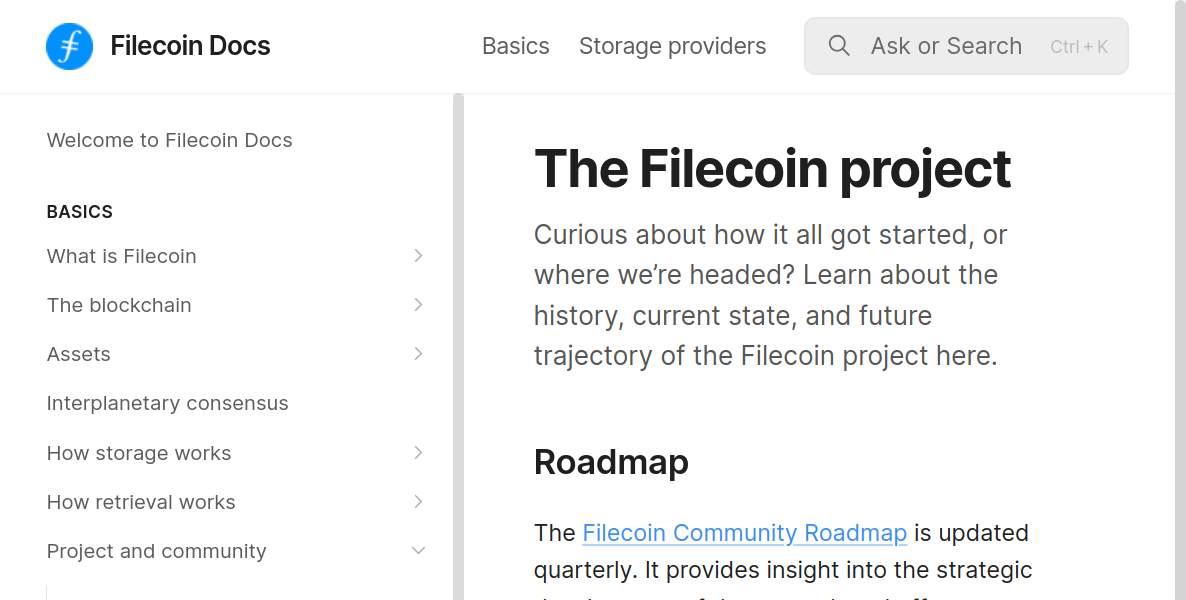 Filecoin Docs
Basics
Storage providers
Ask or Search
Ctrl + K
Welcome to Filecoin Docs
BASICS
What is Filecoin
The blockchain
Assets
Interplanetary consensus
How storage works
How retrieval works
Project and community
The Filecoin project
Curious about how it all got started, or
where we’re headed? Learn about the
history, current state, and future
trajectory of the Filecoin project here.
Roadmap
The Filecoin Community Roadmap is updated
quarterly. It provides insight into the strategic